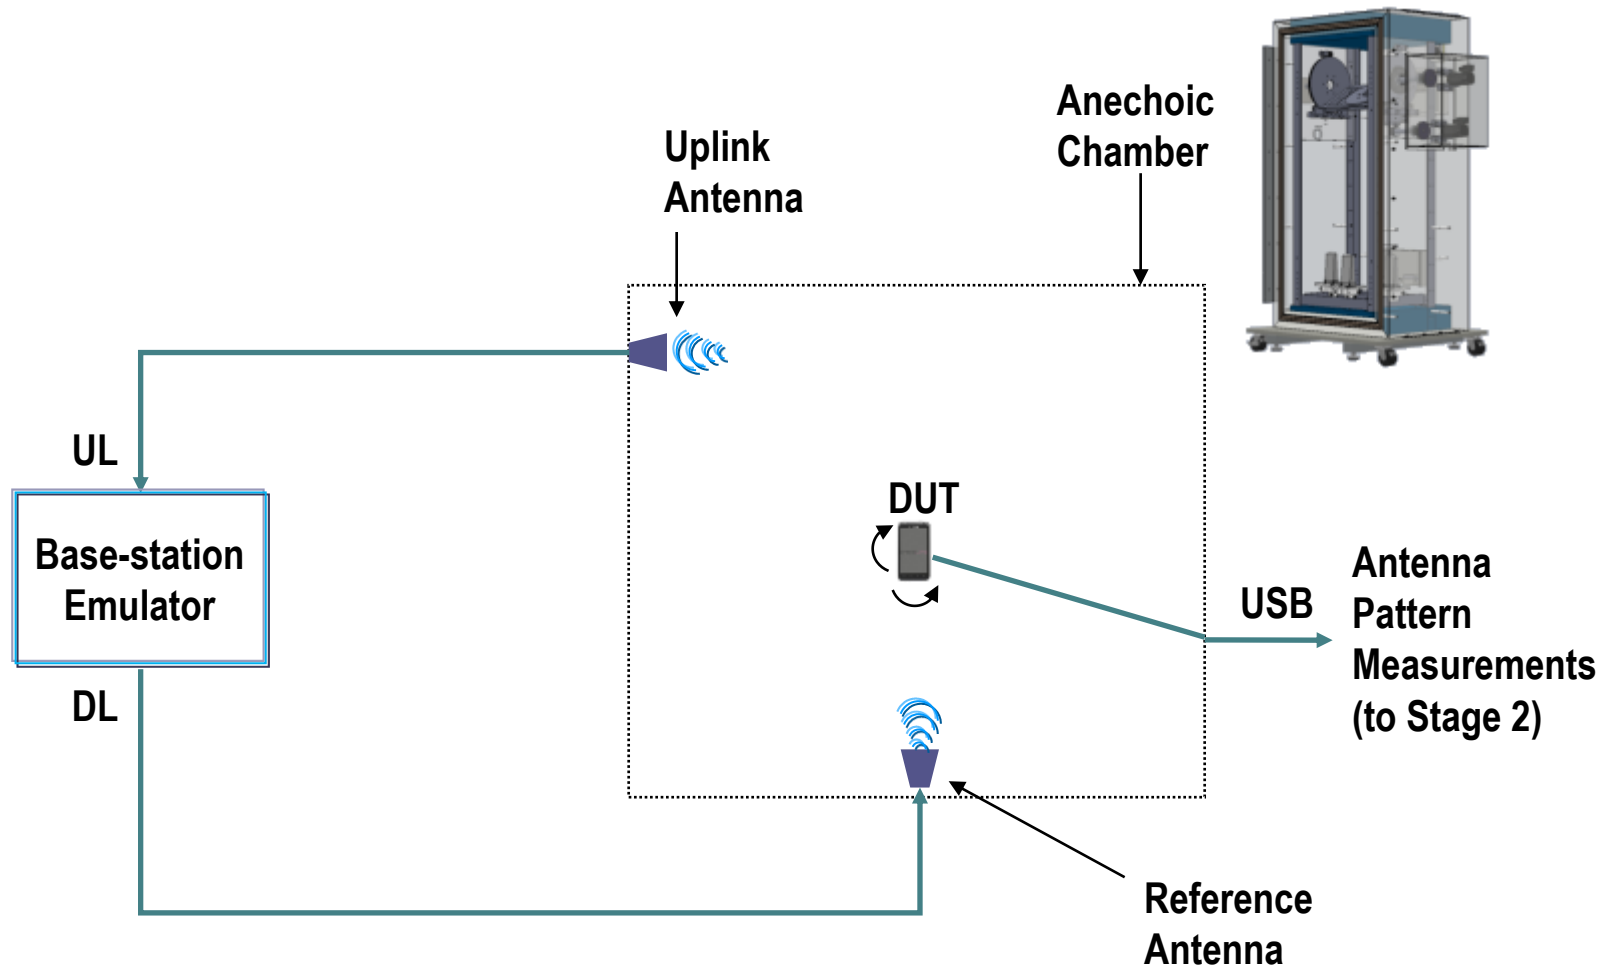 Anechoic
Chamber
Uplink
Antenna
UL
Base-station
Emulator
DL
DUT
USB
Antenna
Pattern
Measurements
(to Stage 2)
Reference
Antenna